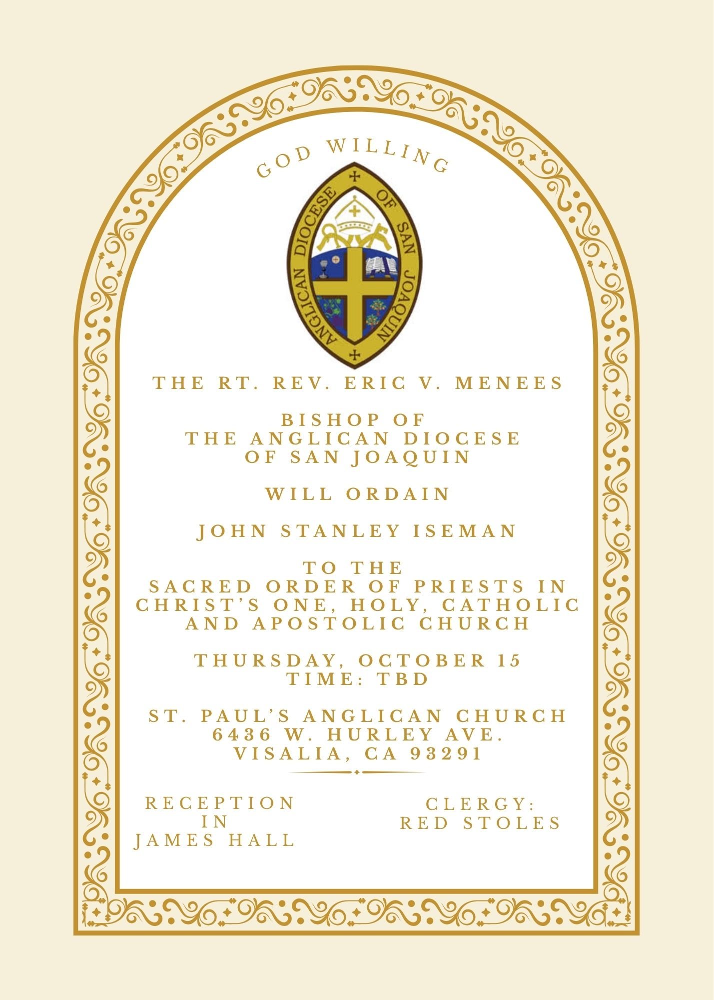 GOD WILLING
ANGLICAN DIOCESE OF SAN JOAQUIN
THE RT. REV. ERIC V. MENEES
BISHOP OF
THE ANGLICAN DIOCESE
OF SAN JOAQUIN
WILL ORDAIN
JOHN STANLEY ISEMAN
TO THE
SACRED ORDER OF PRIESTS IN
CHRIST’S ONE, HOLY, CATHOLIC
AND APOSTOLIC CHURCH
THURSDAY, OCTOBER 15
TIME: TBD
ST. PAUL’S ANGLICAN CHURCH
6436 W. HURLEY AVE.
VISALIA, CA 93291
RECEPTION
IN
JAMES HALL
CLERGY:
RED STOLES